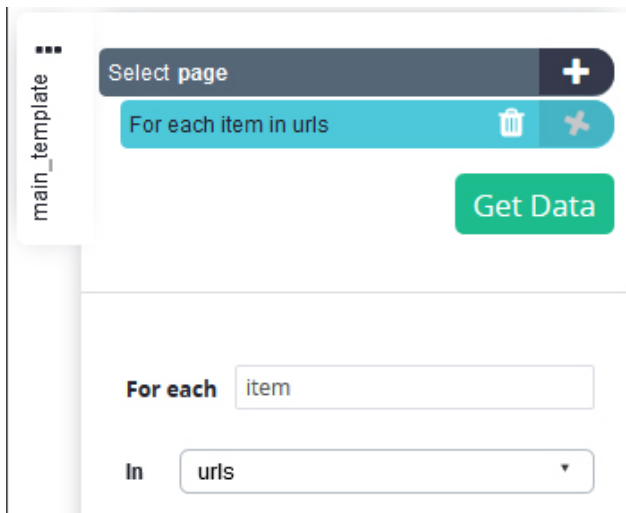 main_template
Select page
For each item in urls
Get Data
For each item
In urls